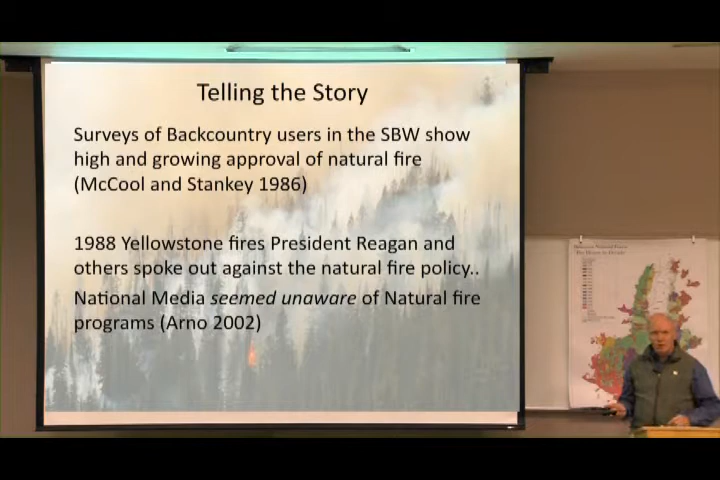 Telling the Story
Surveys of Backcountry users in the SBW show
high and growing approval of natural fire
(McCool and Stankey 1986)
1988 Yellowstone fires President Reagan and
others spoke out against the natural fire policy..
National Media seemed unaware of Natural fire
programs (Arno 2002)